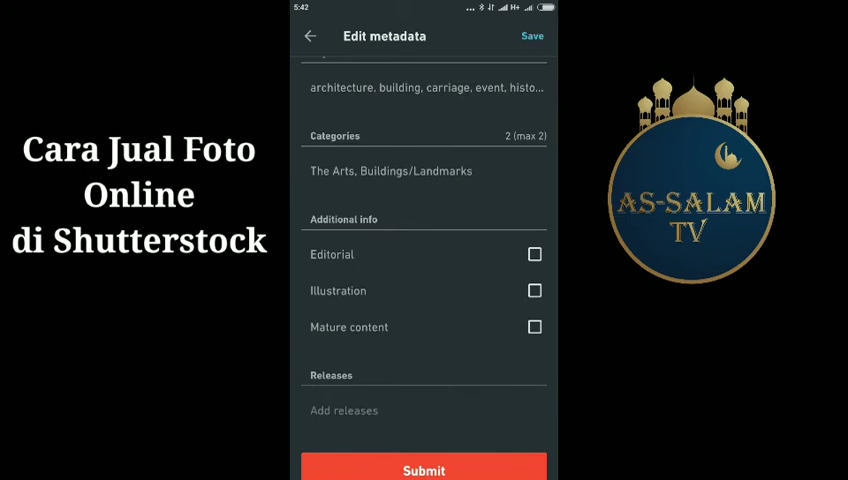 5:42
H+
Edit metadata
Save
architecture, building, carriage, event, histo...
Categories
2 (max 2)
The Arts, Buildings/Landmarks
Additional info
Editorial
Illustration
Mature content
Releases
Add releases
Submit
Cara Jual Foto
Online
di Shutterstock
AS-SALAM
TV